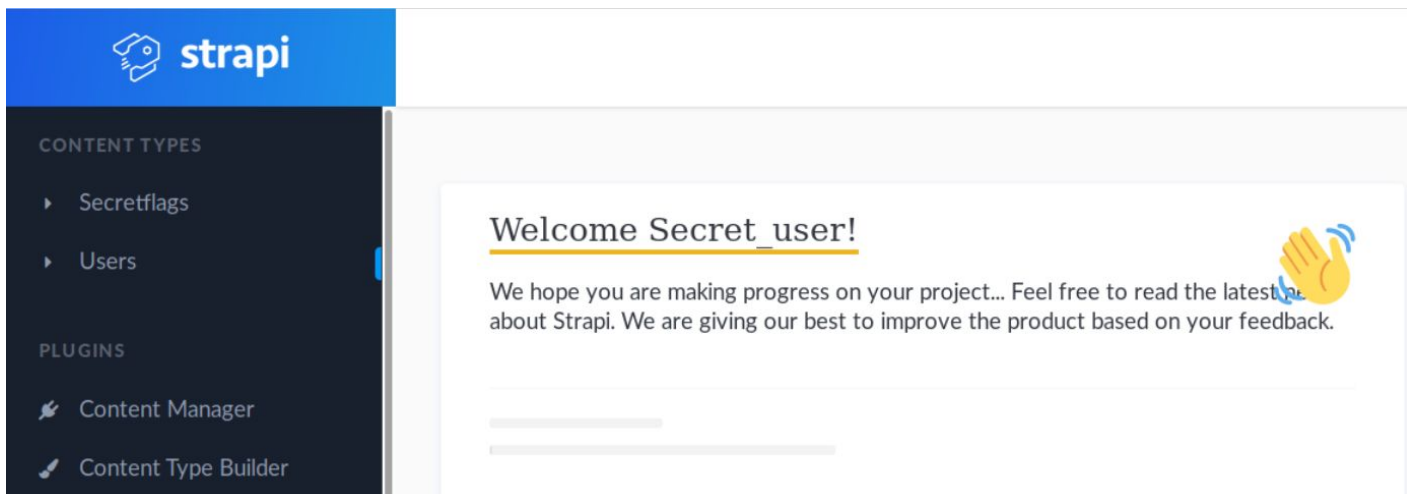 strapi
CONTENT TYPES
Secretflags
Users
PLUGINS
Content Manager
Content Type Builder
Welcome Secret_user!
We hope you are making progress on your project... Feel free to read the latest
about Strapi. We are giving our best to improve the product based on your feedback.